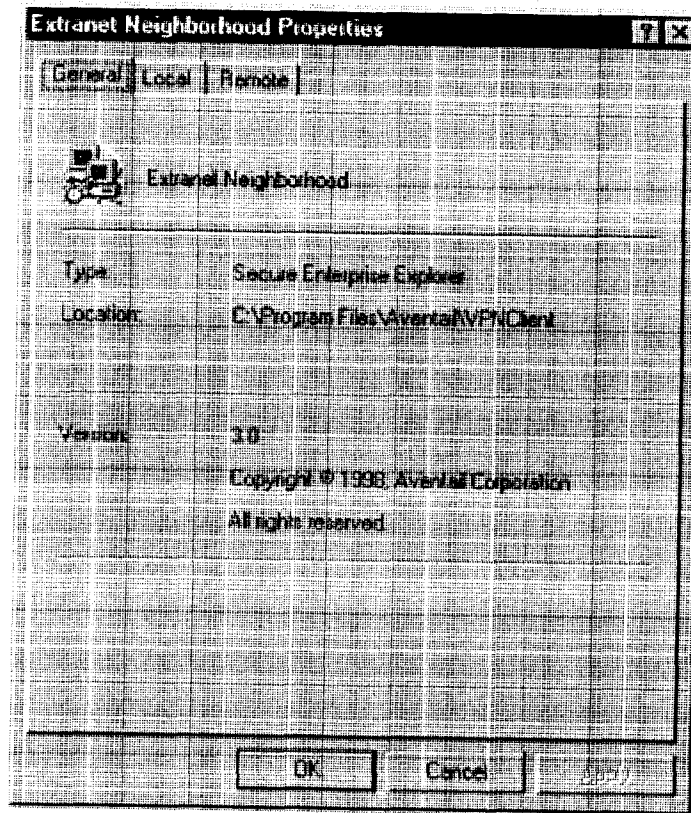 Extranet Neighborhood Properties
General Local Remote
Extranet Neighborhood
Type: Secure Enterprise Explorer
Location: C:\Program Files\Aventail\VPNClient
Version: 3.0
Copyright © 1998, Aventail Corporation
All rights reserved.
OK Cancel Apply